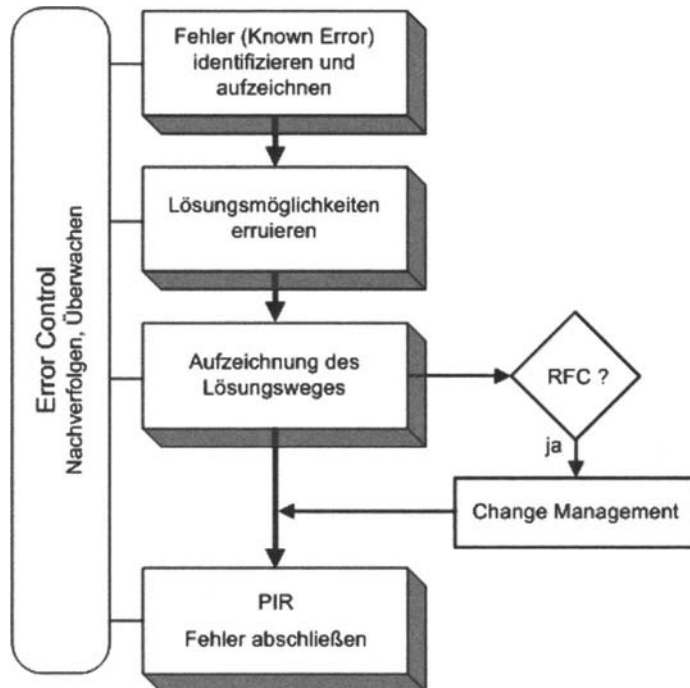 Error Control
Nachverfolgen, Überwachen
Fehler (Known Error)
identifizieren und
aufzeichnen
Lösungsmöglichkeiten
erruieren
Aufzeichnung des
Lösungsweges
RFC ?
ja
Change Management
PIR
Fehler abschließen